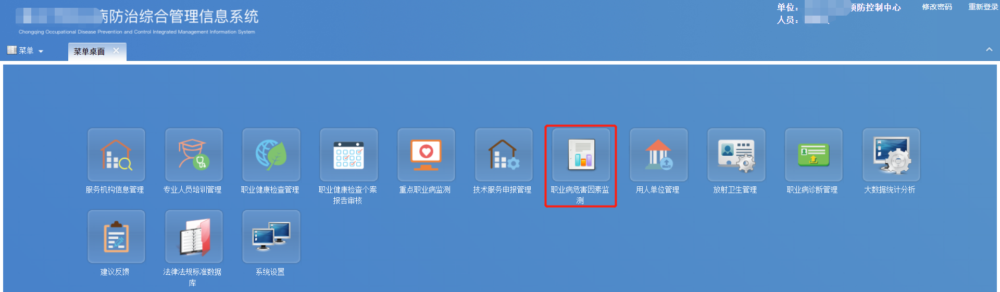 病防治综合管理信息系统
Chongqing Occupational Disease Prevention and Control Integrated Management Information System
单位：
预防控制中心
人员：
修改密码
重新登录
菜单
菜单桌面
服务机构信息管理
专业人员培训管理
职业健康检查管理
职业健康检查个案
报告审核
重点职业病监测
技术服务申报管理
职业病危害因素监
测
用人单位管理
放射卫生管理
职业病诊断管理
大数据统计分析
建议反馈
法律法规标准数据
库
系统设置